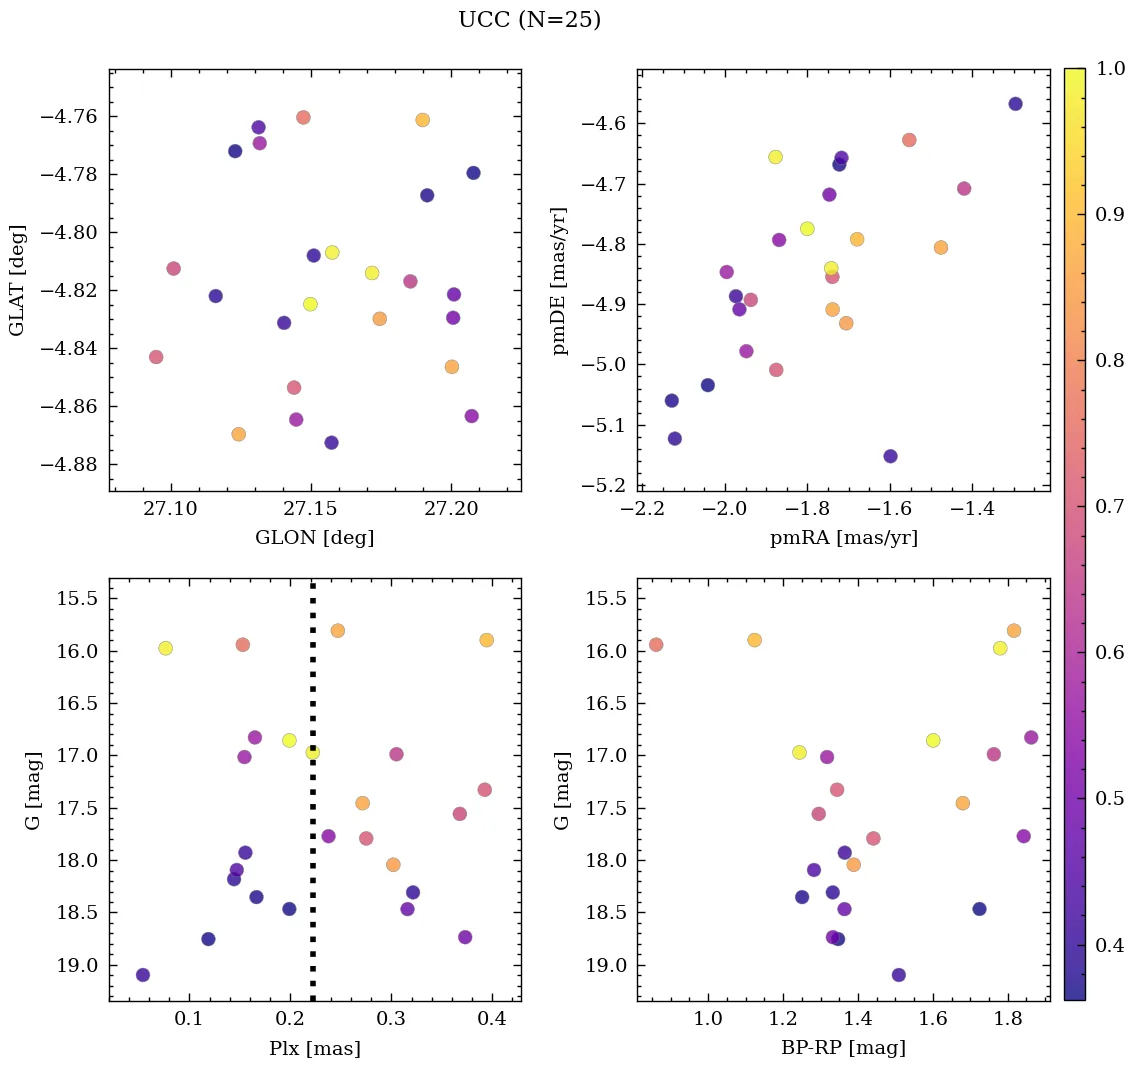 UCC (N=25)
−4.76
−4.78
−4.80
−4.82
−4.84
−4.86
−4.88
GLAT [deg]
27.10 27.15 27.20
GLON [deg]
−4.6
−4.7
−4.8
−4.9
−5.0
−5.1
−5.2
pmDE [mas/yr]
−2.2 −2.0 −1.8 −1.6 −1.4
pmRA [mas/yr]
15.5
16.0
16.5
17.0
17.5
18.0
18.5
19.0
G [mag]
0.1 0.2 0.3 0.4
Plx [mas]
15.5
16.0
16.5
17.0
17.5
18.0
18.5
19.0
G [mag]
1.0 1.2 1.4 1.6 1.8
BP-RP [mag]
1.0
0.9
0.8
0.7
0.6
0.5
0.4